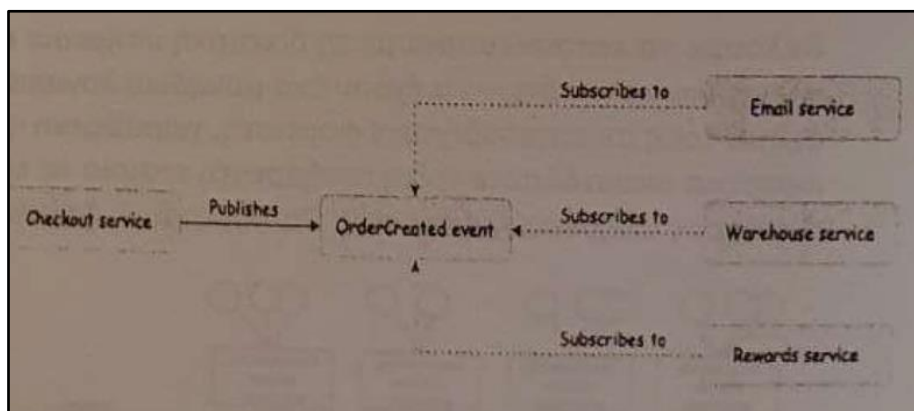 Subscribes to
Email service
Checkout service
Publishes
OrderCreated event
Subscribes to
Warehouse service
Subscribes to
Rewards service